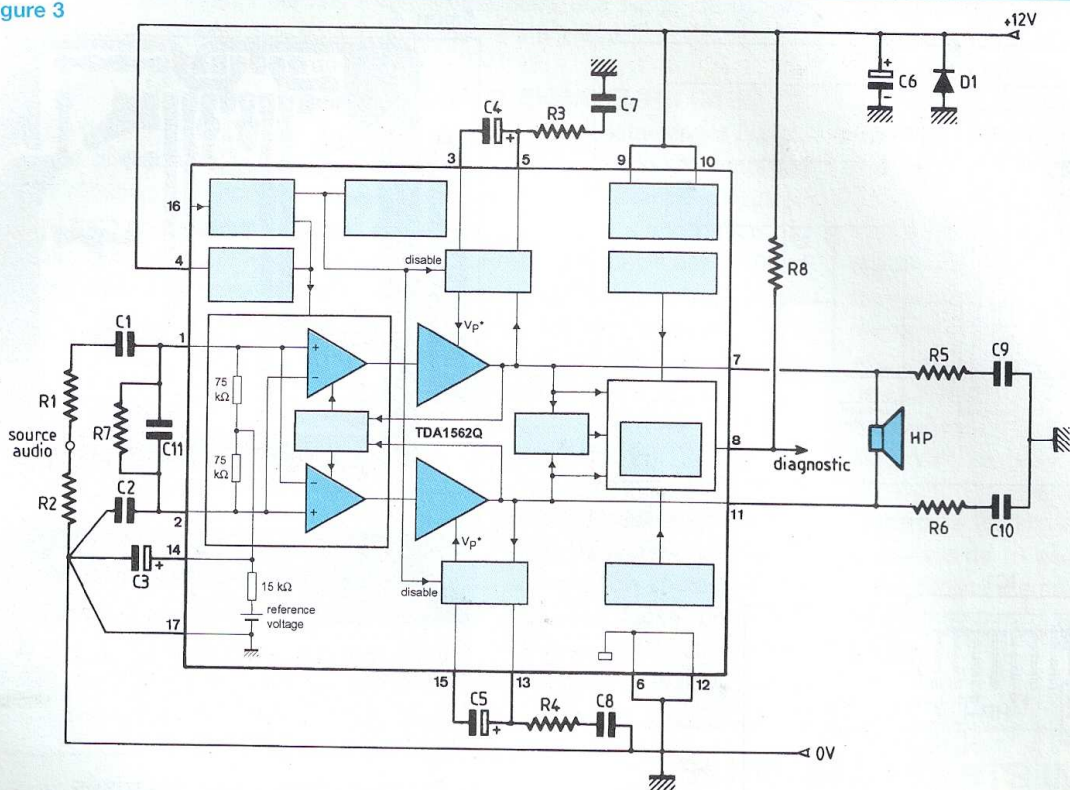 gure 3
+12V
C4
R3
C7
+
C6
-
D1
+
3
5
9
10
16
disable
4
R8
Vp*
C1
1
7
R5
C9
+
-
75
kΩ
R1
TDA1562Q
source
audio
R7
C11
8
HP
diagnostic
75
kΩ
R2
C2
-
+
2
11
R6
C10
14
Vp*
C3
+
15 kΩ
disable
reference
voltage
17
15
13
6
12
C5
+
R4
C8
0V